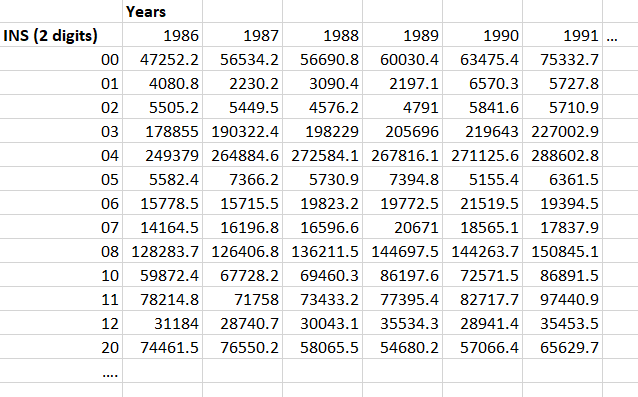 Years
INS (2 digits) 1986 1987 1988 1989 1990 1991 ...
00 47252.2 56534.2 56690.8 60030.4 63475.4 75332.7
01 4080.8 2230.2 3090.4 2197.1 6570.3 5727.8
02 5505.2 5449.5 4576.2 4791 5841.6 5710.9
03 178855 190322.4 198229 205696 219643 227002.9
04 249379 264884.6 272584.1 267816.1 271125.6 288602.8
05 5582.4 7366.2 5730.9 7394.8 5155.4 6361.5
06 15778.5 15715.5 19823.2 19772.5 21519.5 19394.5
07 14164.5 16196.8 16596.6 20671 18565.1 17837.9
08 128283.7 126406.8 136211.5 144697.5 144263.7 150845.1
10 59872.4 67728.2 69460.3 86197.6 72571.5 86891.5
11 78214.8 71758 73433.2 77395.4 82717.7 97440.9
12 31184 28740.7 30043.1 35534.3 28941.4 35453.5
20 74461.5 76550.2 58065.5 54680.2 57066.4 65629.7
....